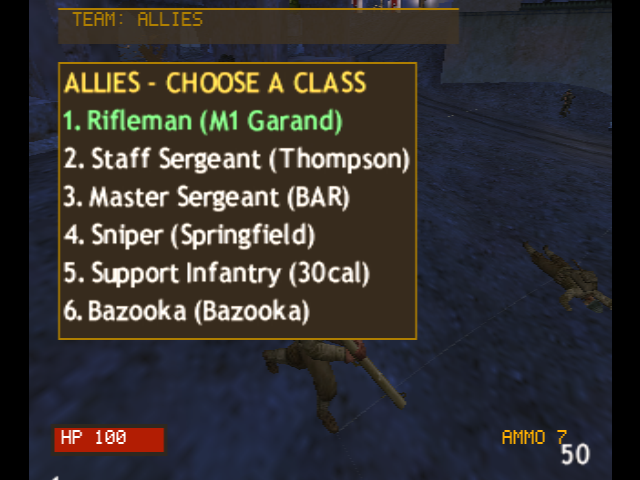 TEAM: ALLIES
ALLIES - CHOOSE A CLASS
1. Rifleman (M1 Garand)
2. Staff Sergeant (Thompson)
3. Master Sergeant (BAR)
4. Sniper (Springfield)
5. Support Infantry (30cal)
6. Bazooka (Bazooka)
HP 100
AMMO 7
50